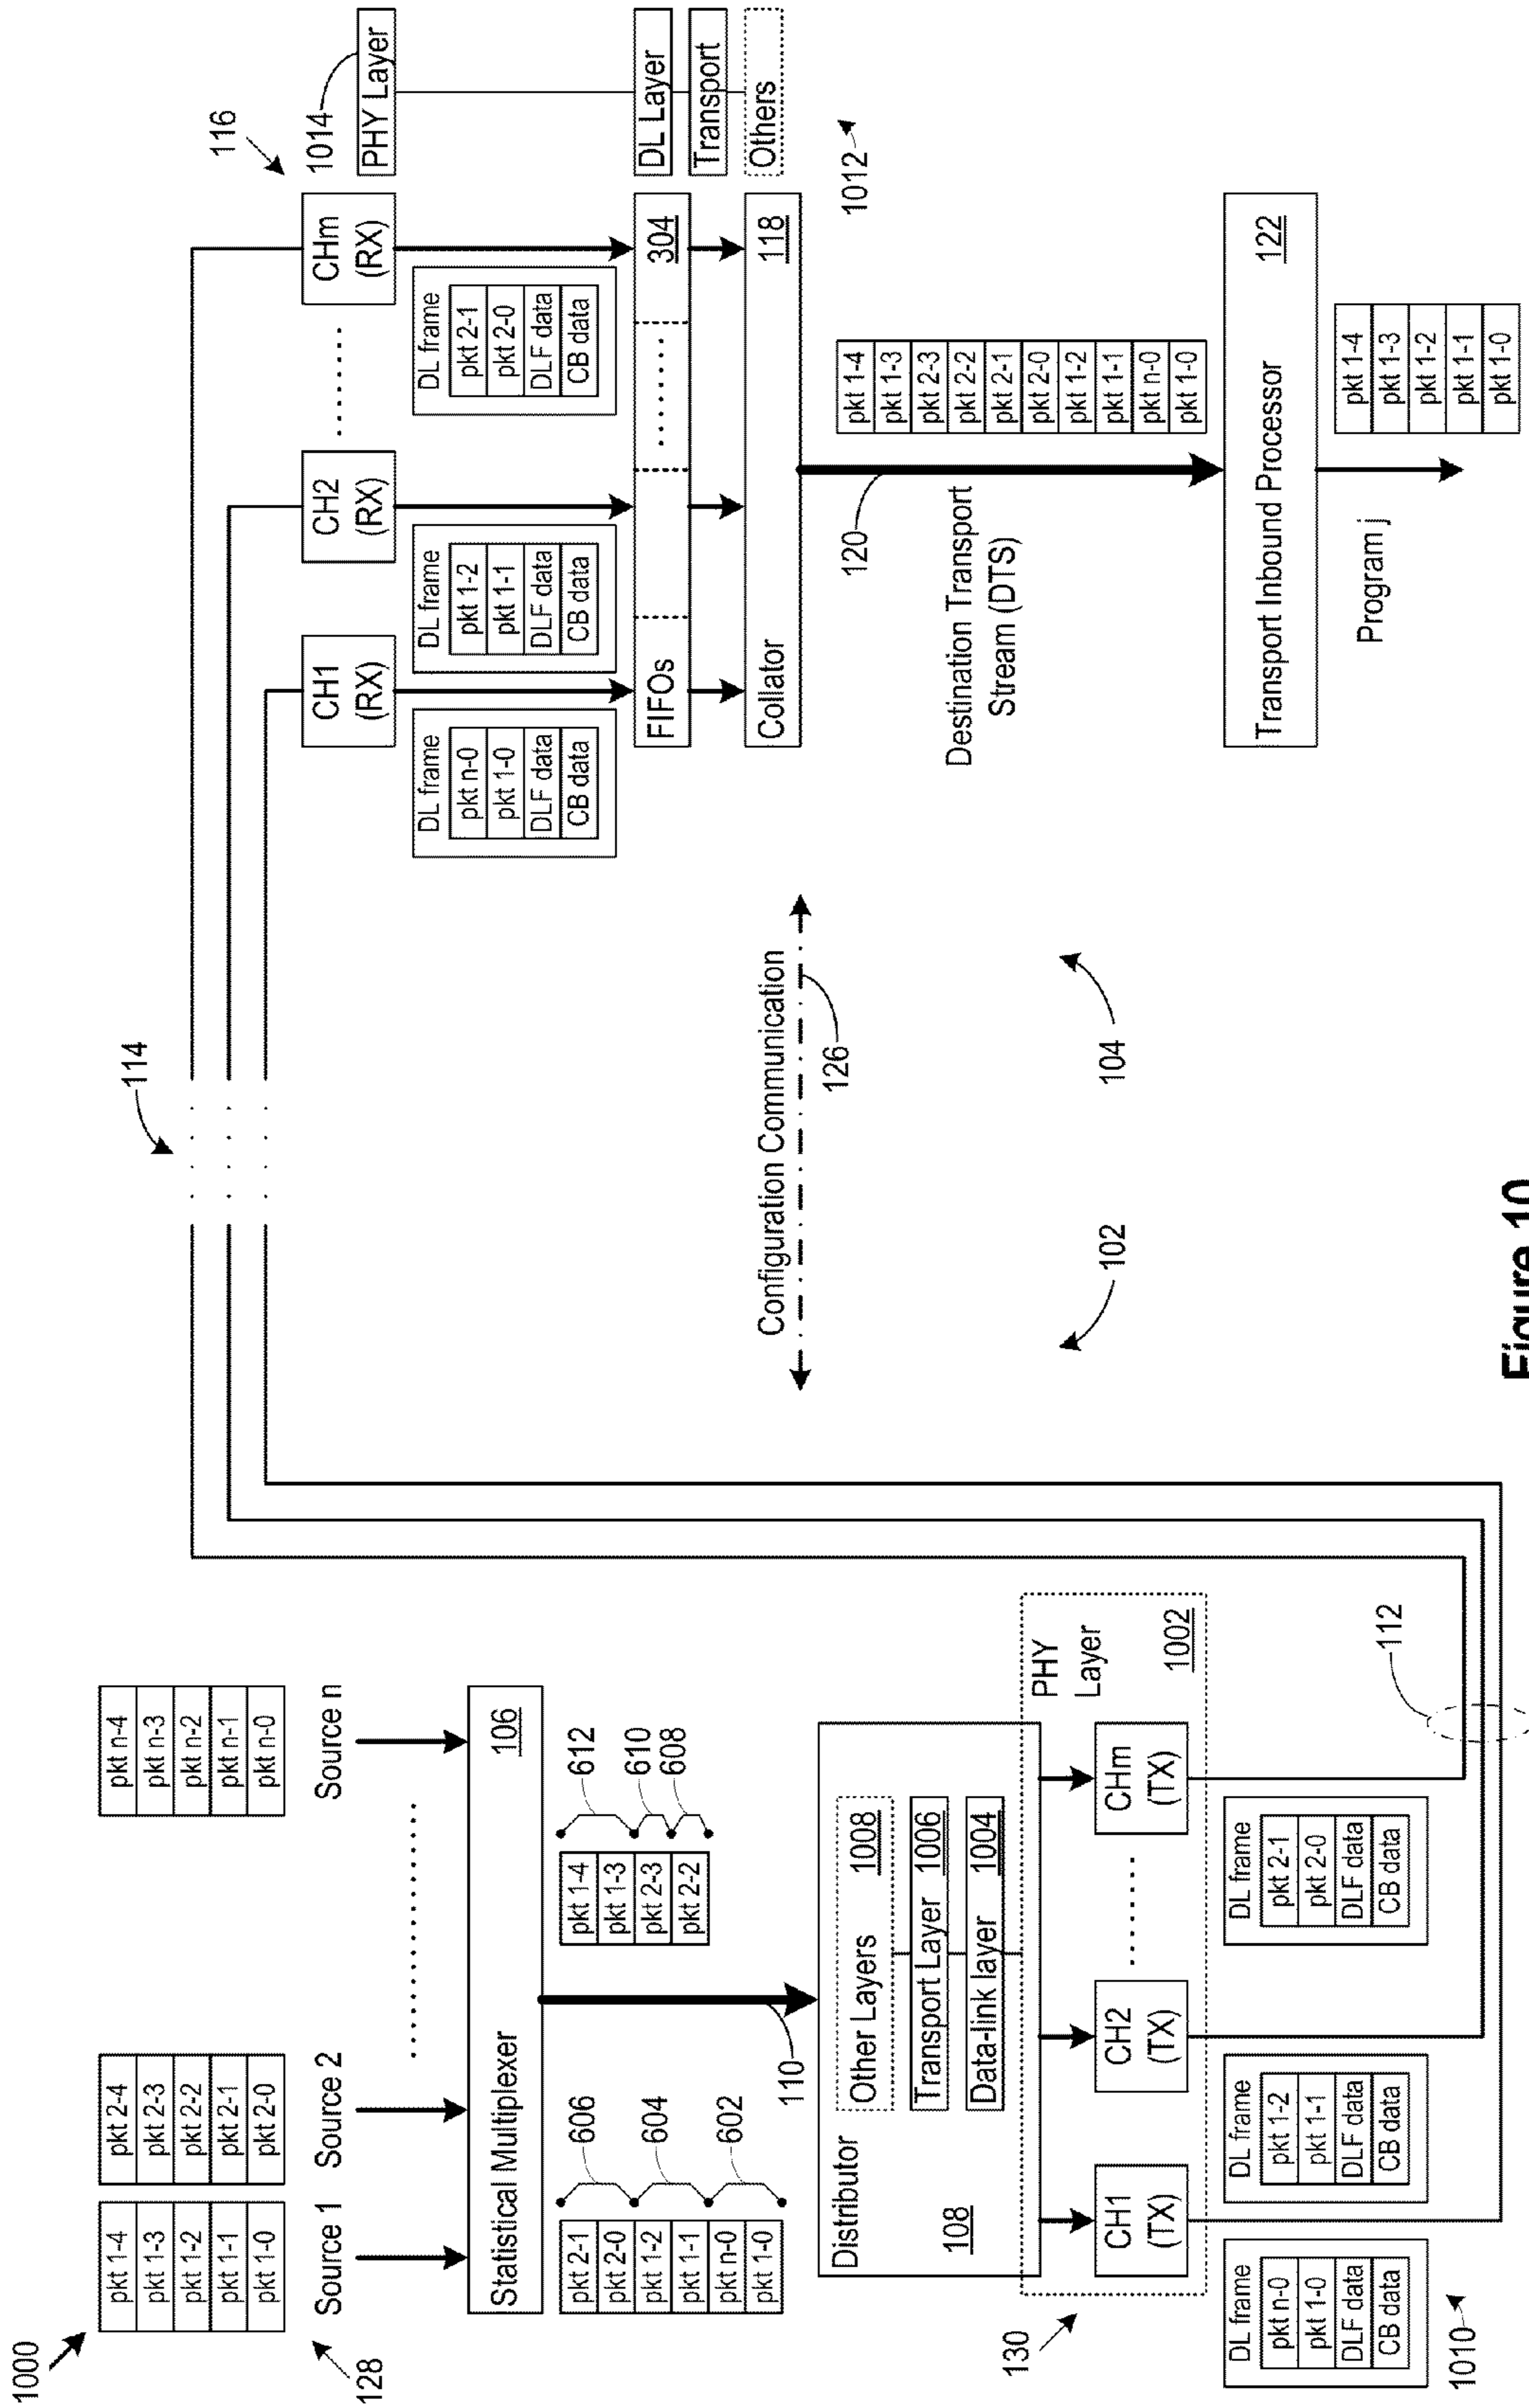 1000
pkt 1-4
pkt 1-3
pkt 1-2
pkt 1-1
pkt 1-0
pkt 2-4
pkt 2-3
pkt 2-2
pkt 2-1
pkt 2-0
pkt n-4
pkt n-3
pkt n-2
pkt n-1
pkt n-0
128
Source 1
Source 2
Source n
Statistical Multiplexer
106
pkt 2-1
pkt 2-0
pkt 1-2
pkt 1-1
pkt n-0
pkt 1-0
606
604
602
110
pkt 1-4
pkt 1-3
pkt 2-3
pkt 2-2
612
610
608
Distributor
108
Other Layers 1008
Transport Layer 1006
Data-link layer 1004
130
PHY
Layer
1002
CH1
(TX)
CH2
(TX)
CHm
(TX)
1010
DL frame
pkt n-0
pkt 1-0
DLF data
CB data
DL frame
pkt 1-2
pkt 1-1
DLF data
CB data
DL frame
pkt 2-1
pkt 2-0
DLF data
CB data
112
114
Configuration Communication
126
102
104
116
CH1
(RX)
CH2
(RX)
CHm
(RX)
1014
PHY Layer
DL Layer
Transport
Others
1012
DL frame
pkt n-0
pkt 1-0
DLF data
CB data
DL frame
pkt 1-2
pkt 1-1
DLF data
CB data
DL frame
pkt 2-1
pkt 2-0
DLF data
CB data
FIFOs
304
Collator
118
120
Destination Transport
Stream (DTS)
pkt 1-4
pkt 1-3
pkt 2-3
pkt 2-2
pkt 2-1
pkt 2-0
pkt 1-2
pkt 1-1
pkt n-0
pkt 1-0
Transport Inbound Processor
122
Program j
pkt 1-4
pkt 1-3
pkt 1-2
pkt 1-1
pkt 1-0
Figure 10